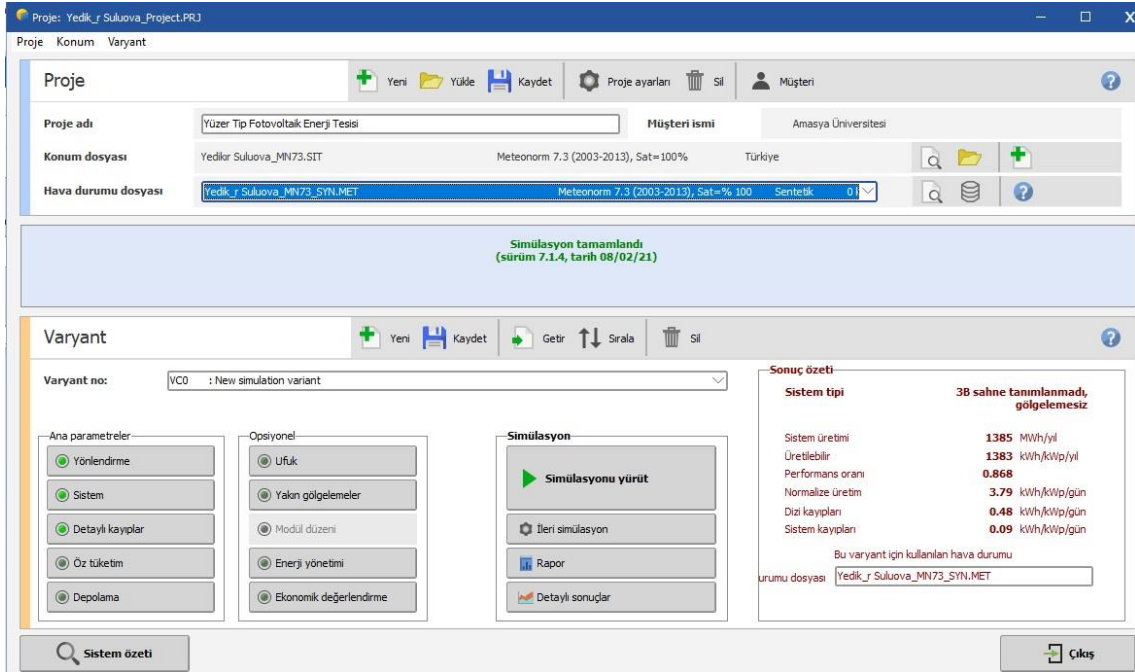 Proje: Yedik_r Suluova_Project.PRJ
Proje Konum Varyant
Proje
Yeni Yükle Kaydet Proje ayarları Sil Müşteri
Proje adı Yüzer Tip Fotovoltaik Enerji Tesisi Müşteri ismi Amasya Üniversitesi
Konum dosyası Yedikır Suluova_MN73.SIT Meteonorm 7.3 (2003-2013), Sat=100% Türkiye
Hava durumu dosyası Yedik_r Suluova_MN73_SYN.MET Meteonorm 7.3 (2003-2013), Sat=% 100 Sentetik 0
Simülasyon tamamlandı
(sürüm 7.1.4, tarih 08/02/21)
Varyant
Yeni Kaydet Getir Sırala Sil
Varyant no: VC0 : New simulation variant
Ana parametreler
Yönlendirme
Sistem
Detaylı kayıplar
Öz tüketim
Depolama
Opsiyonel
Ufuk
Yakın gölgelemeler
Modül düzeni
Enerji yönetimi
Ekonomik değerlendirme
Simülasyon
Simülasyonu yürüt
İleri simülasyon
Rapor
Detaylı sonuçlar
Sonuç özeti
Sistem tipi 3B sahne tanımlanmadı,
gölgelemesiz
Sistem üretimi 1385 MWh/yıl
Üretilebilir 1383 kWh/kWp/yıl
Performans oranı 0.868
Normalize üretim 3.79 kWh/kWp/gün
Dizi kayıpları 0.48 kWh/kWp/gün
Sistem kayıpları 0.09 kWh/kWp/gün
Bu varyant için kullanılan hava durumu
urumu dosyası Yedik_r Suluova_MN73_SYN.MET
Sistem özeti
Çıkış